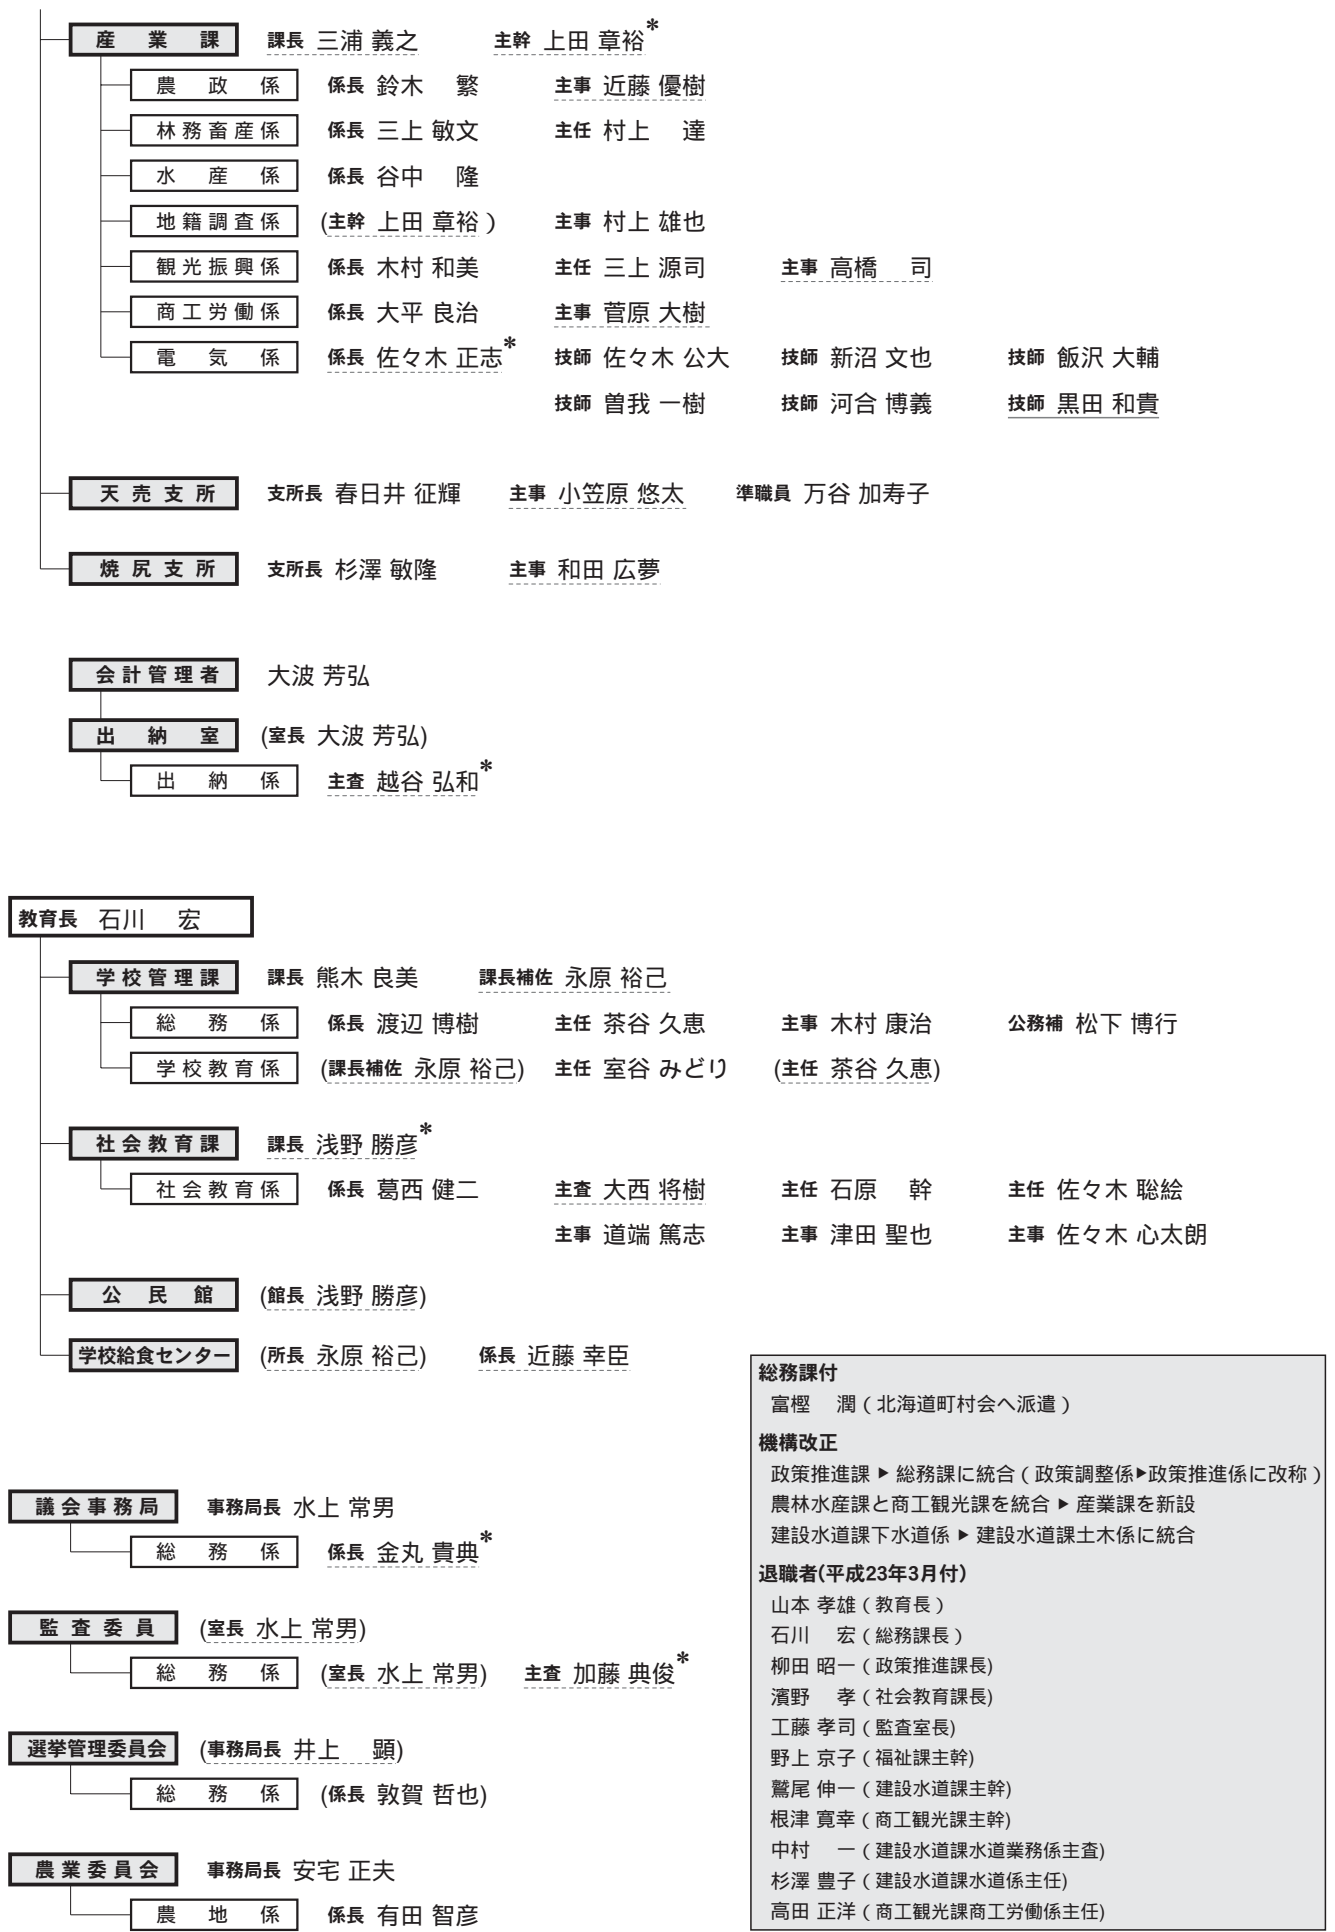 産業課 課長 三浦 義之 主幹 上田 章裕*
農政係 係長 鈴木 繁 主事 近藤 優樹
林務畜産係 係長 三上 敏文 主任 村上 達
水産係 係長 谷中 隆
地籍調査係 (主幹 上田 章裕) 主事 村上 雄也
観光振興係 係長 木村 和美 主任 三上 源司 主事 高橋 司
商工労働係 係長 大平 良治 主事 菅原 大樹
電気係 係長 佐々木 正志* 技師 佐々木 公大 技師 新沼 文也 技師 飯沢 大輔
技師 曽我 一樹 技師 河合 博義 技師 黒田 和貴
天売支所 支所長 春日井 征輝 主事 小笠原 悠太 準職員 万谷 加寿子
焼尻支所 支所長 杉澤 敏隆 主事 和田 広夢
会計管理者 大波 芳弘
出納室 (室長 大波 芳弘)
出納係 主査 越谷 弘和*
教育長 石川 宏
学校管理課 課長 熊木 良美 課長補佐 永原 裕己
総務係 係長 渡辺 博樹 主任 茶谷 久恵 主事 木村 康治 公務補 松下 博行
学校教育係 (課長補佐 永原 裕己) 主任 室谷 みどり (主任 茶谷 久恵)
社会教育課 課長 浅野 勝彦*
社会教育係 係長 葛西 健二 主査 大西 将樹 主任 石原 幹 主任 佐々木 聡絵
主事 道端 篤志 主事 津田 聖也 主事 佐々木 心太朗
公民館 (館長 浅野 勝彦)
学校給食センター (所長 永原 裕己) 係長 近藤 幸臣
議会事務局 事務局長 水上 常男
総務係 係長 金丸 貴典*
監査委員 (室長 水上 常男)
総務係 (室長 水上 常男) 主査 加藤 典俊*
選挙管理委員会 (事務局長 井上 顕)
総務係 (係長 敦賀 哲也)
農業委員会 事務局長 安宅 正夫
農地係 係長 有田 智彦
総務課付
富樫 潤(北海道町村会へ派遣)
機構改正
政策推進課▶総務課に統合(政策調整係▶政策推進係に改称)
農林水産課と商工観光課を統合▶産業課を新設
建設水道課下水道係▶建設水道課土木係に統合
退職者(平成23年3月付)
山本 孝雄(教育長)
石川 宏(総務課長)
柳田 昭一(政策推進課長)
濱野 孝(社会教育課長)
工藤 孝司(監査室長)
野上 京子(福祉課主幹)
鷲尾 伸一(建設水道課主幹)
根津 寛幸(商工観光課主幹)
中村 一(建設水道課水道業務係主査)
杉澤 豊子(建設水道課水道係主任)
高田 正洋(商工観光課商工労働係主任)